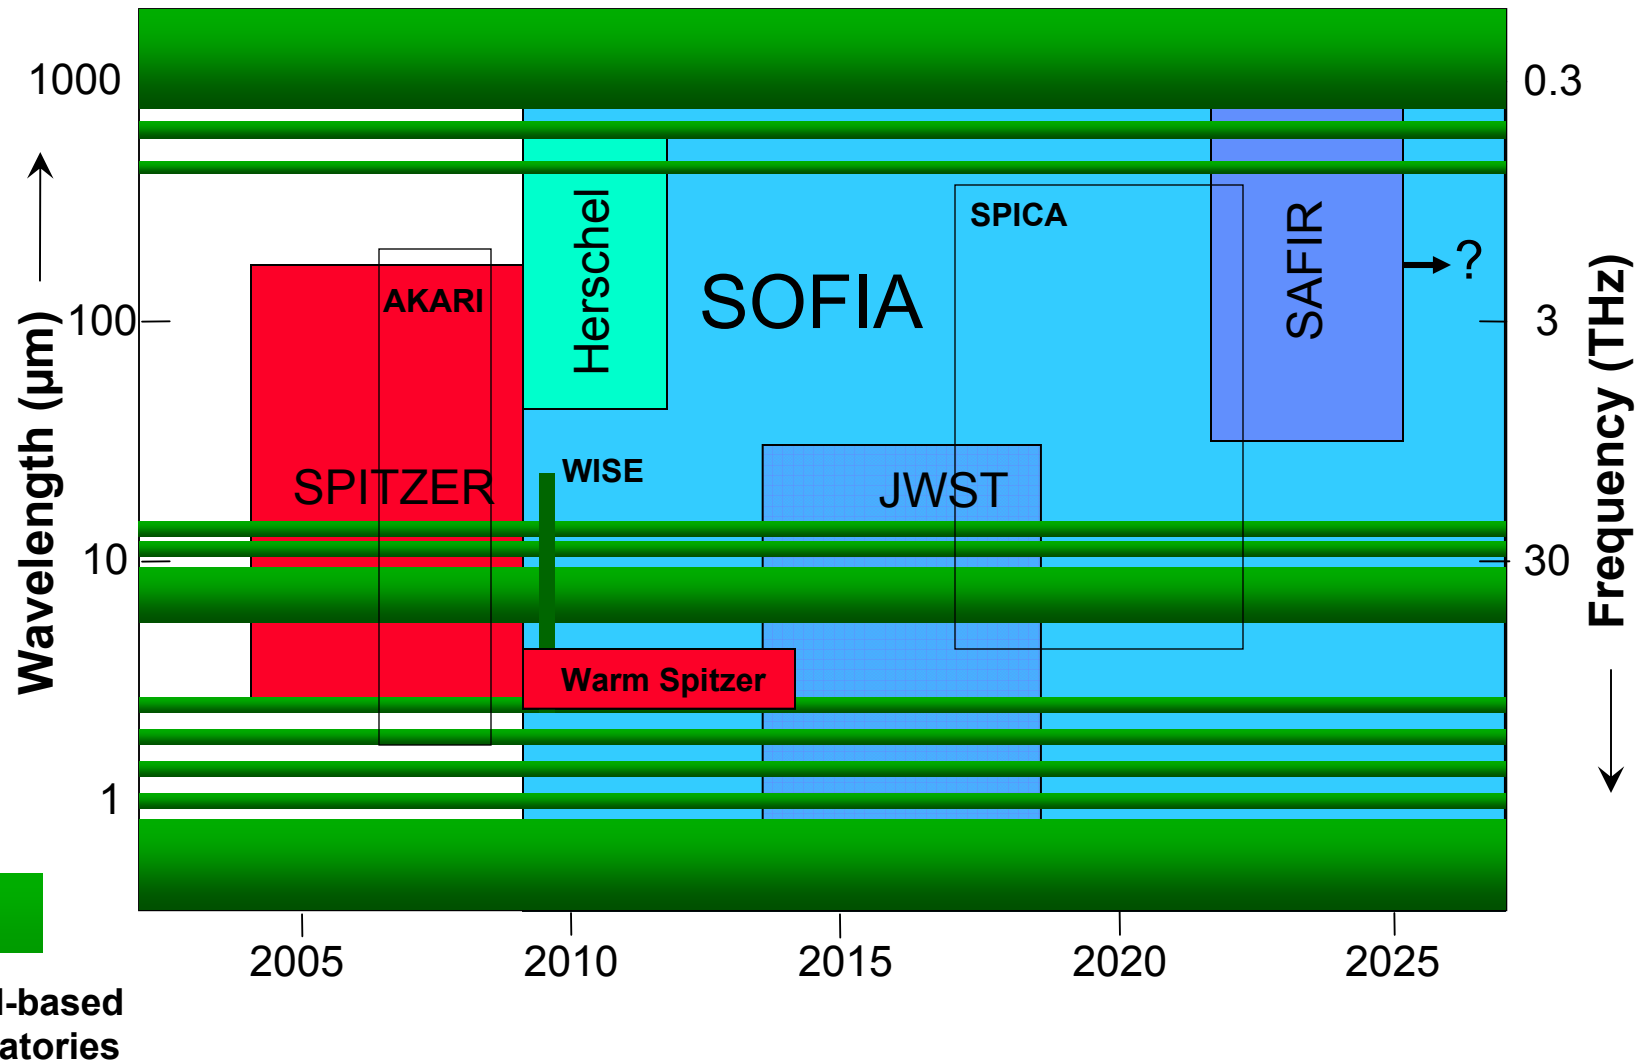 1000
0.3
Herschel
SPICA
SAFIR
AKARI
SOFIA
?
100
3
Wavelength (µm)
Frequency (THz)
WISE
SPITZER
JWST
10
30
Warm Spitzer
1
2005
2010
2015
2020
2025
-based
atories